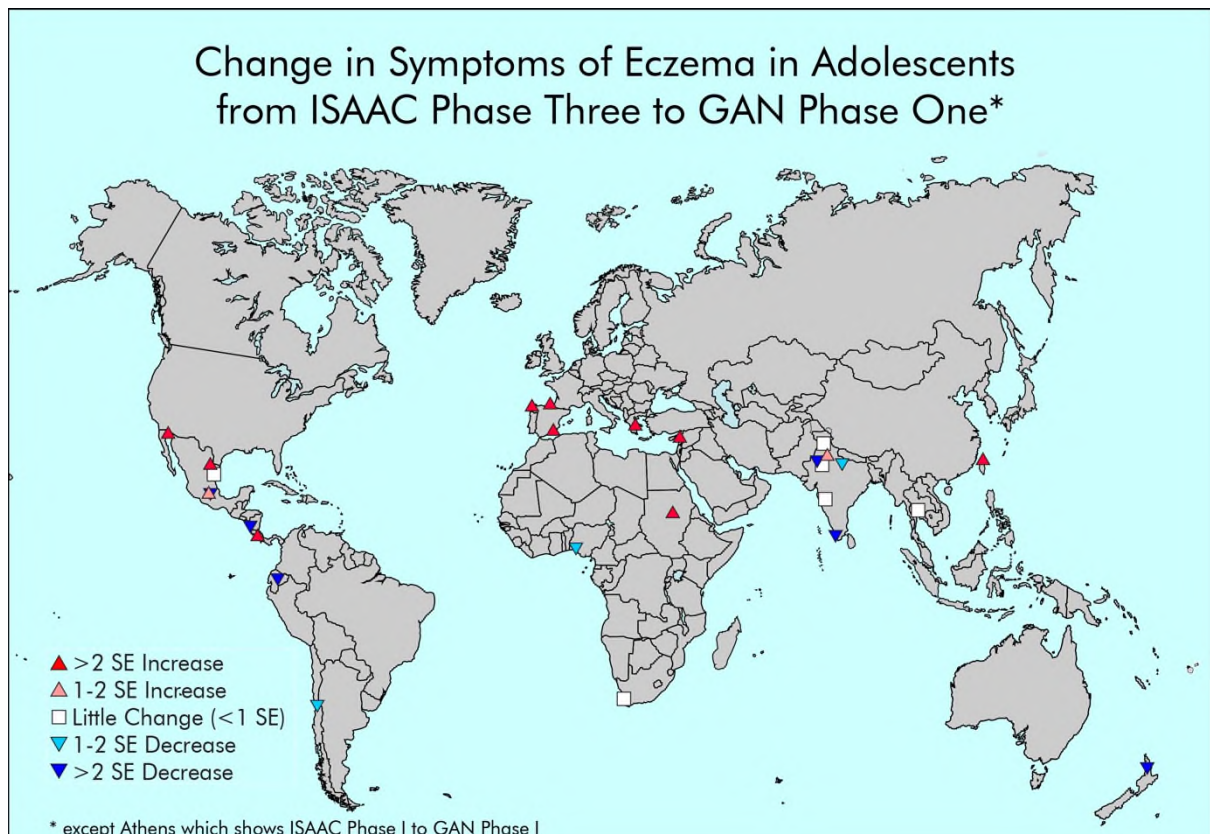 Change in Symptoms of Eczema in Adolescents
from ISAAC Phase Three to GAN Phase One*
>2 SE Increase
1-2 SE Increase
Little Change (<1 SE)
1-2 SE Decrease
>2 SE Decrease
* except Athens which shows ISAAC Phase I to GAN Phase I